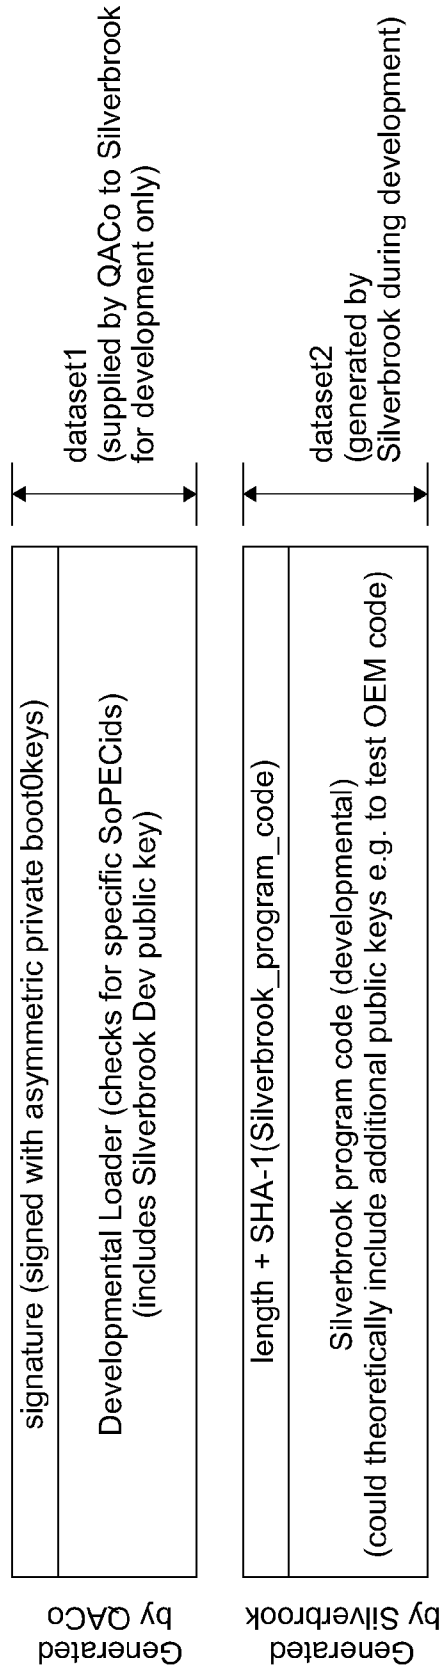 Generated
by QACo
signature (signed with asymmetric private boot0keys)
Developmental Loader (checks for specific SoPECids)
(includes Silverbrook Dev public key)
dataset1
(supplied by QACo to Silverbrook
for development only)
Generated
by Silverbrook
length + SHA-1(Silverbrook_program_code)
Silverbrook program code (developmental)
(could theoretically include additional public keys e.g. to test OEM code)
dataset2
(generated by
Silverbrook during development)